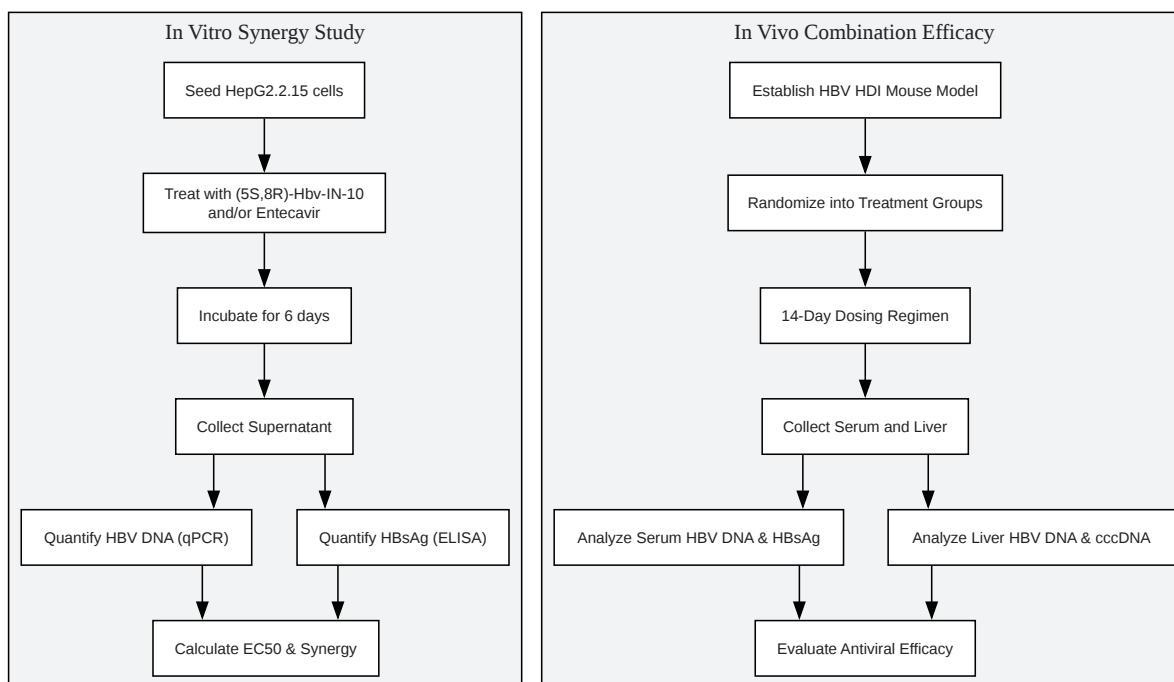 In Vitro Synergy Study
Seed HepG2.2.15 cells
Treat with (5S,8R)-Hbv-IN-10
and/or Entecavir
Incubate for 6 days
Collect Supernatant
Quantify HBV DNA (qPCR)
Quantify HBsAg (ELISA)
Calculate EC50 & Synergy
In Vivo Combination Efficacy
Establish HBV HDI Mouse Model
Randomize into Treatment Groups
14-Day Dosing Regimen
Collect Serum and Liver
Analyze Serum HBV DNA & HBsAg
Analyze Liver HBV DNA & cccDNA
Evaluate Antiviral Efficacy